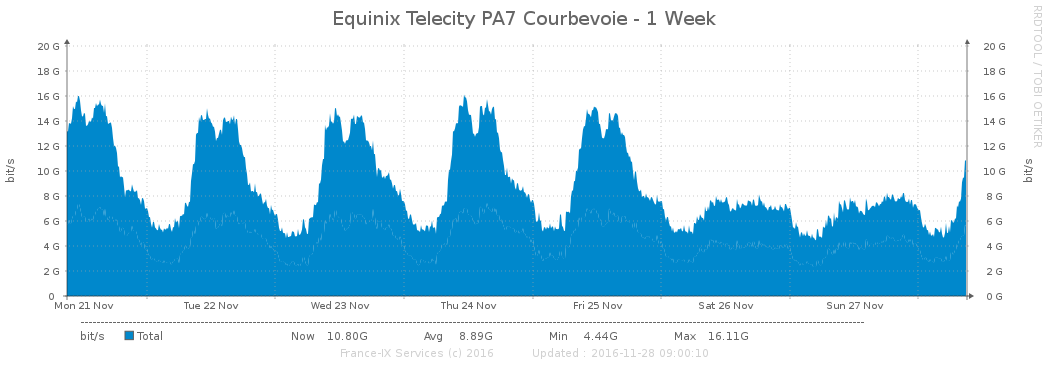 Equinix Telecity PA7 Courbevoie - 1 Week
RRDTOOL / TOBI OETIKER
bit/s
20 G
18 G
16 G
14 G
12 G
10 G
8 G
6 G
4 G
2 G
0
20 G
18 G
16 G
14 G
12 G
10 G
8 G
6 G
4 G
2 G
0 G
bit/s
Mon 21 Nov Tue 22 Nov Wed 23 Nov Thu 24 Nov Fri 25 Nov Sat 26 Nov Sun 27 Nov
bit/s Total Now 10.80G Avg 8.89G Min 4.44G Max 16.11G
France-IX Services (c) 2016 Updated : 2016-11-28 09:00:10